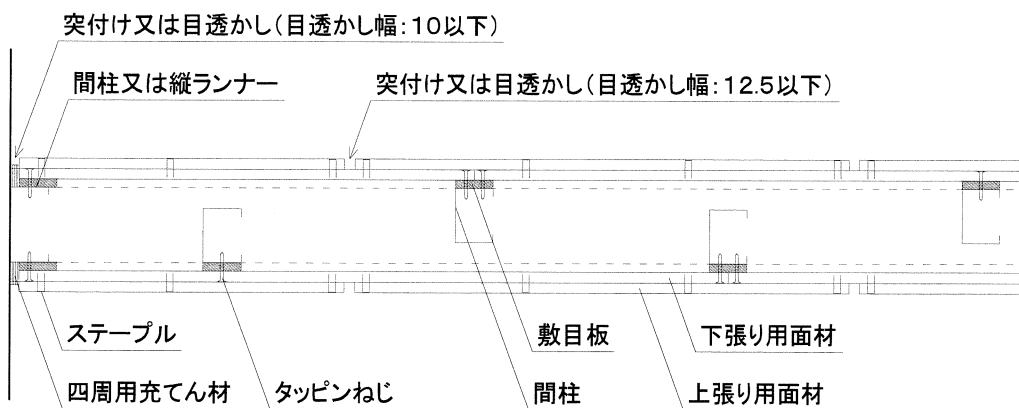 突付け又は目透かし（目透かし幅：10以下）
間柱又は縦ランナー
突付け又は目透かし（目透かし幅：12.5以下）
ステープル
敷目板
下張り用面材
四周用充てん材
タッピンねじ
間柱
上張り用面材